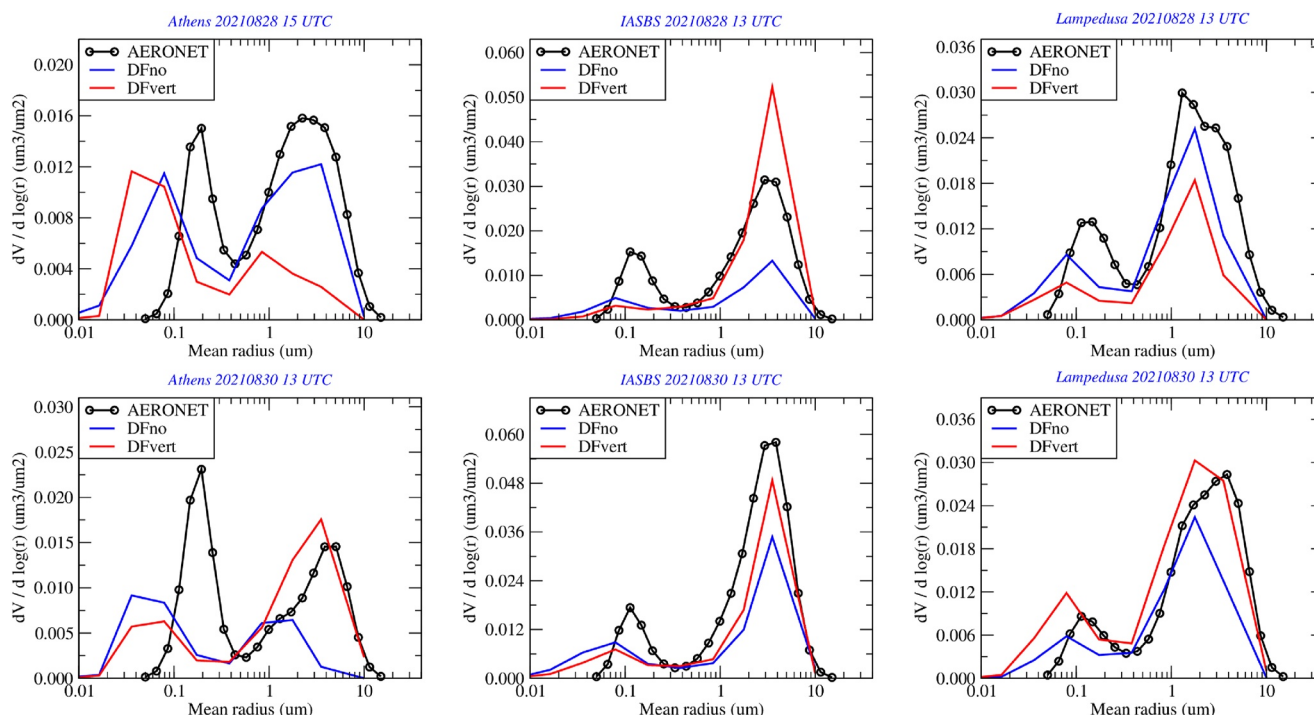 Athens 20210828 15 UTC
AERONET
DFno
DFvert
0.020
0.016
0.012
0.008
0.004
0.000
dV / d log(r) (um3/um2)
0.01 0.1 1 10
Mean radius (um)
IASBS 20210828 13 UTC
AERONET
DFno
DFvert
0.060
0.050
0.040
0.030
0.020
0.010
0.000
dV / d log(r) (um3/um2)
0.01 0.1 1 10
Mean radius (um)
Lampedusa 20210828 13 UTC
AERONET
DFno
DFvert
0.036
0.030
0.024
0.018
0.012
0.006
0.000
dV / d log(r) (um3/um2)
0.01 0.1 1 10
Mean radius (um)
Athens 20210830 13 UTC
AERONET
DFno
DFvert
0.030
0.025
0.020
0.015
0.010
0.005
0.000
dV / d log(r) (um3/um2)
0.01 0.1 1 10
Mean radius (um)
IASBS 20210830 13 UTC
AERONET
DFno
DFvert
0.060
0.048
0.036
0.024
0.012
0.000
dV / d log(r) (um3/um2)
0.01 0.1 1 10
Mean radius (um)
Lampedusa 20210830 13 UTC
AERONET
DFno
DFvert
0.036
0.030
0.024
0.018
0.012
0.006
0.000
dV / d log(r) (um3/um2)
0.01 0.1 1 10
Mean radius (um)